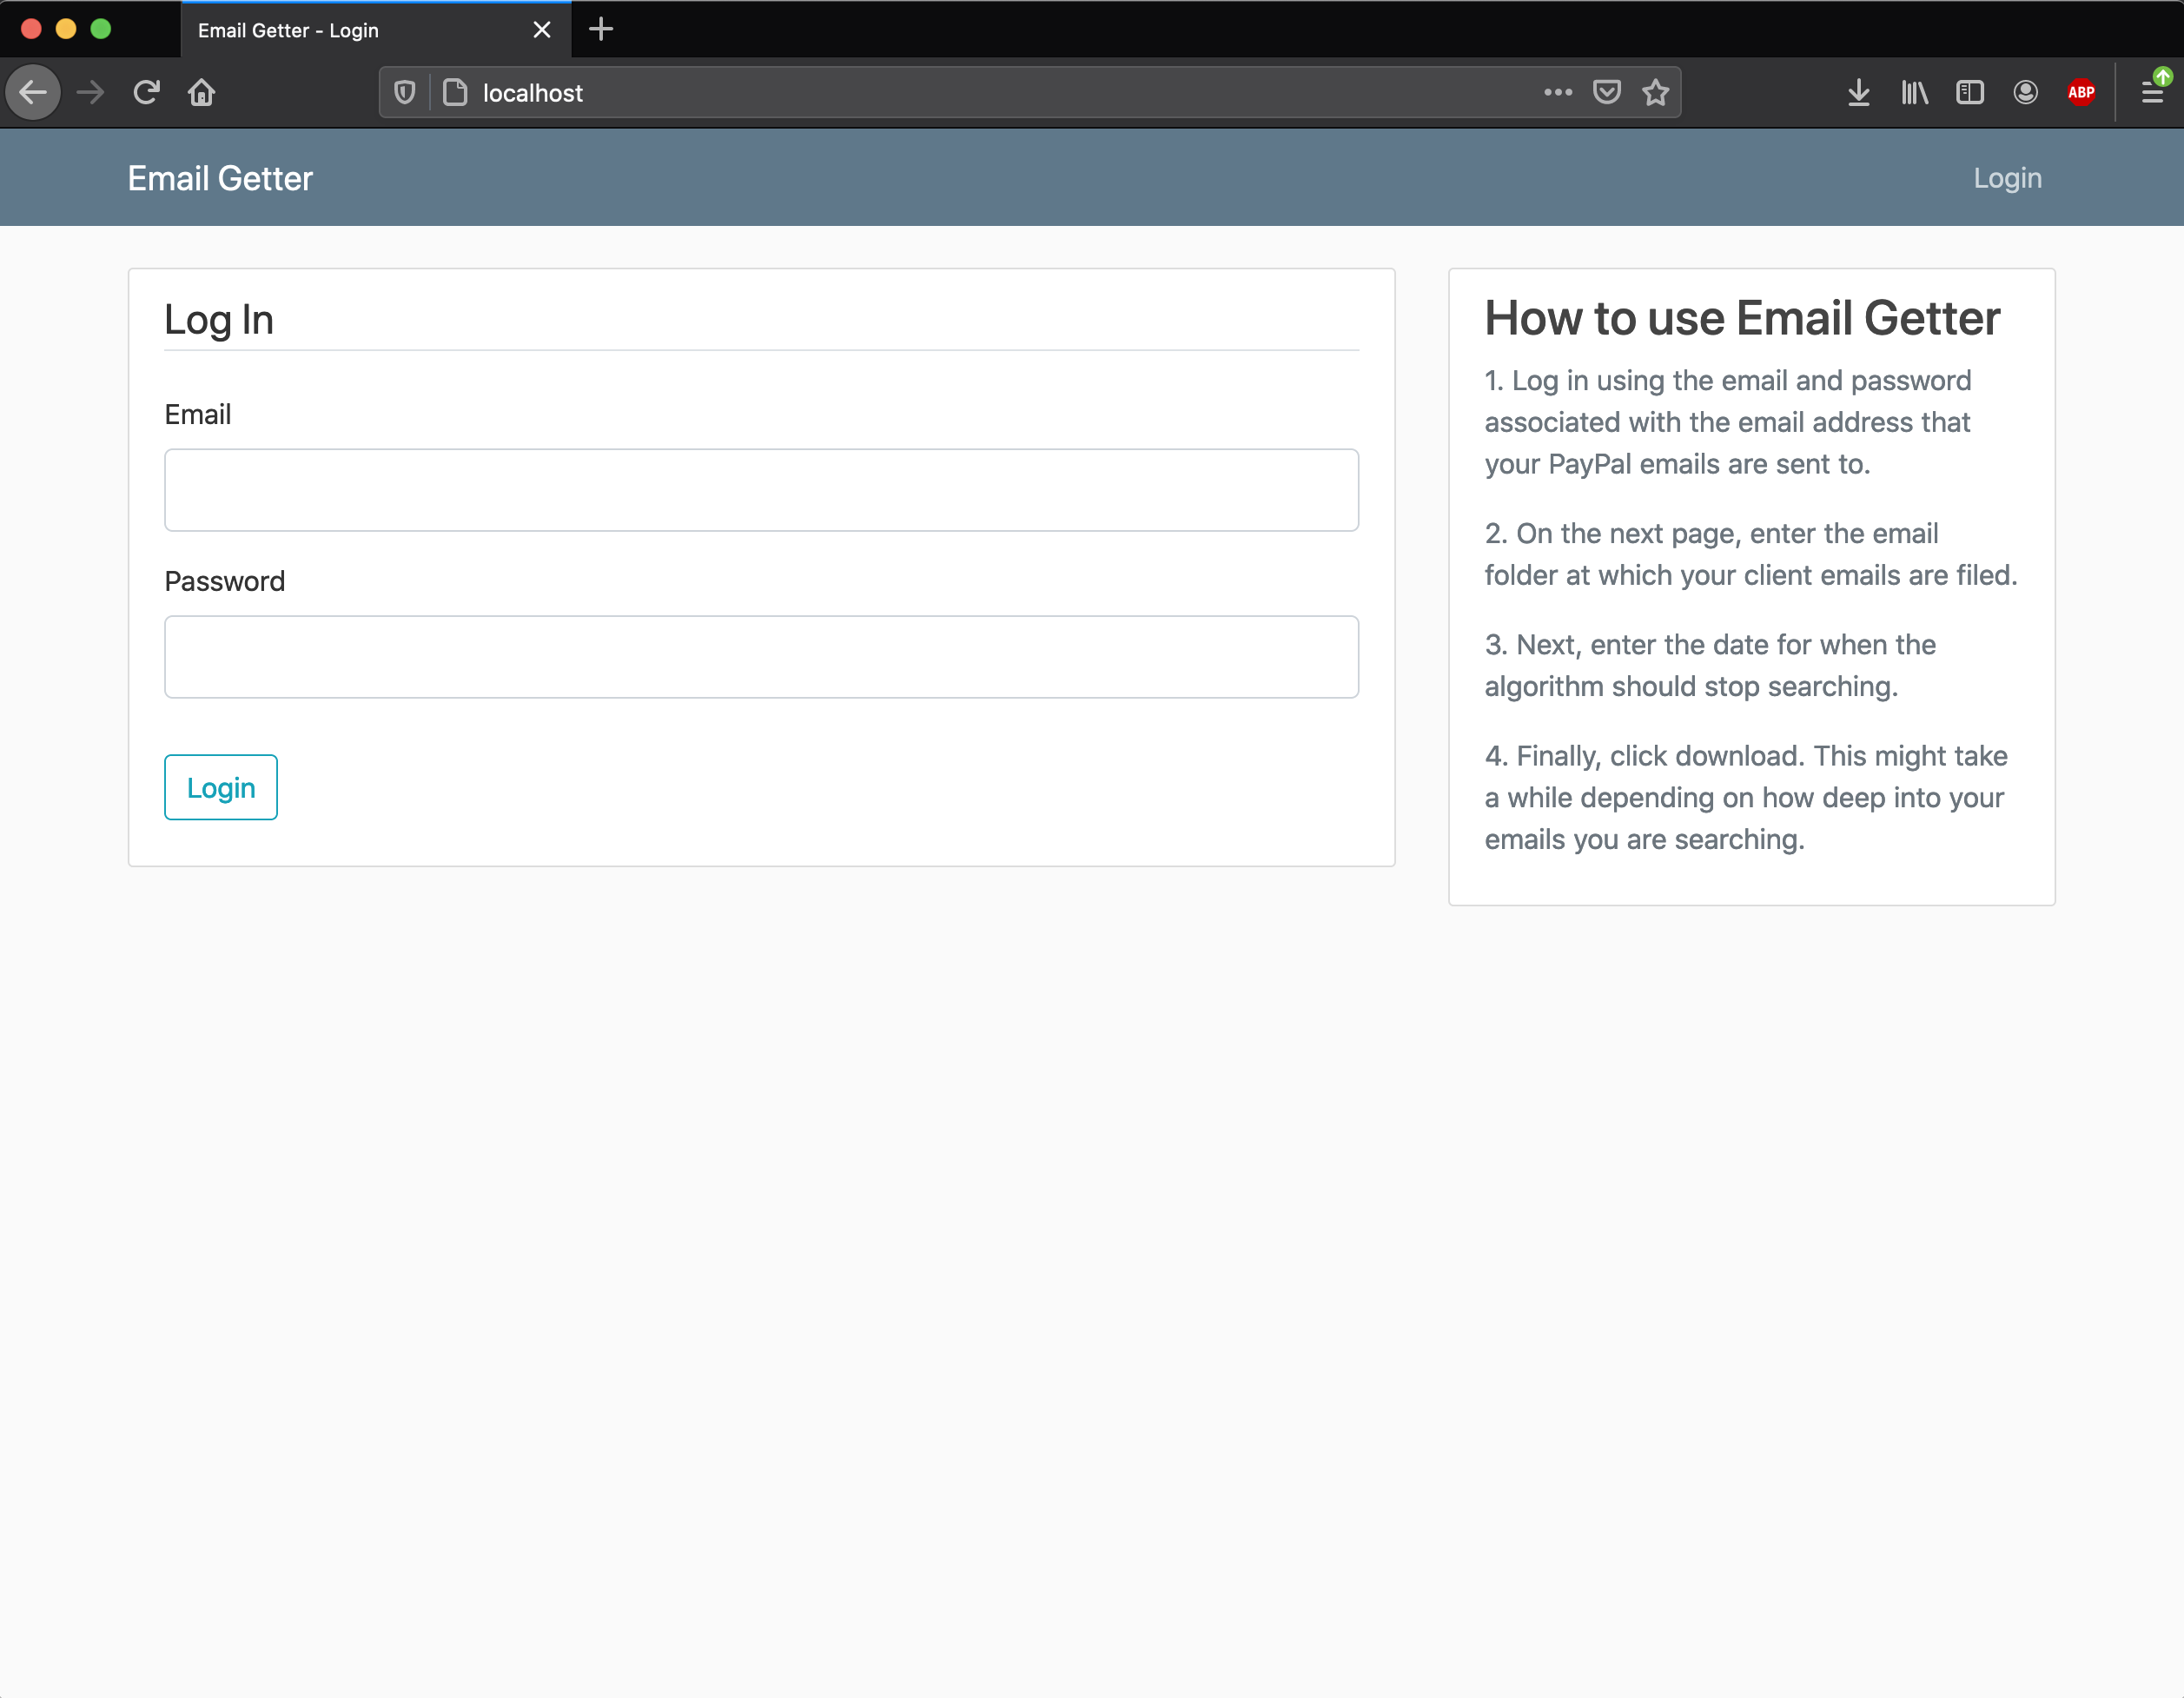 Email Getter - Login
localhost
ABP
Email Getter
Login
Log In
Email
Password
Login
How to use Email Getter
1. Log in using the email and password
associated with the email address that
your PayPal emails are sent to.
2. On the next page, enter the email
folder at which your client emails are filed.
3. Next, enter the date for when the
algorithm should stop searching.
4. Finally, click download. This might take
a while depending on how deep into your
emails you are searching.